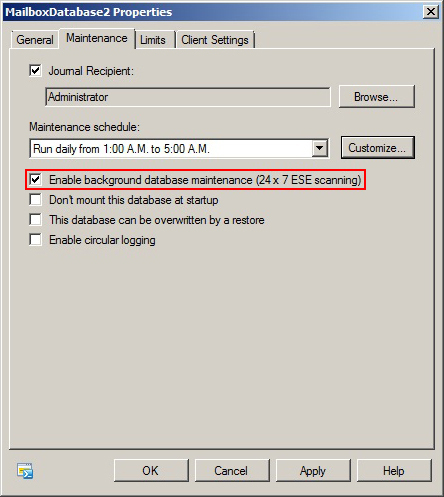 MailboxDatabase2 Properties
General Maintenance Limits Client Settings
Journal Recipient:
Administrator Browse...
Maintenance schedule:
Run daily from 1:00 A.M. to 5:00 A.M. Customize...
Enable background database maintenance (24 x 7 ESE scanning)
Don't mount this database at startup
This database can be overwritten by a restore
Enable circular logging
OK Cancel Apply Help